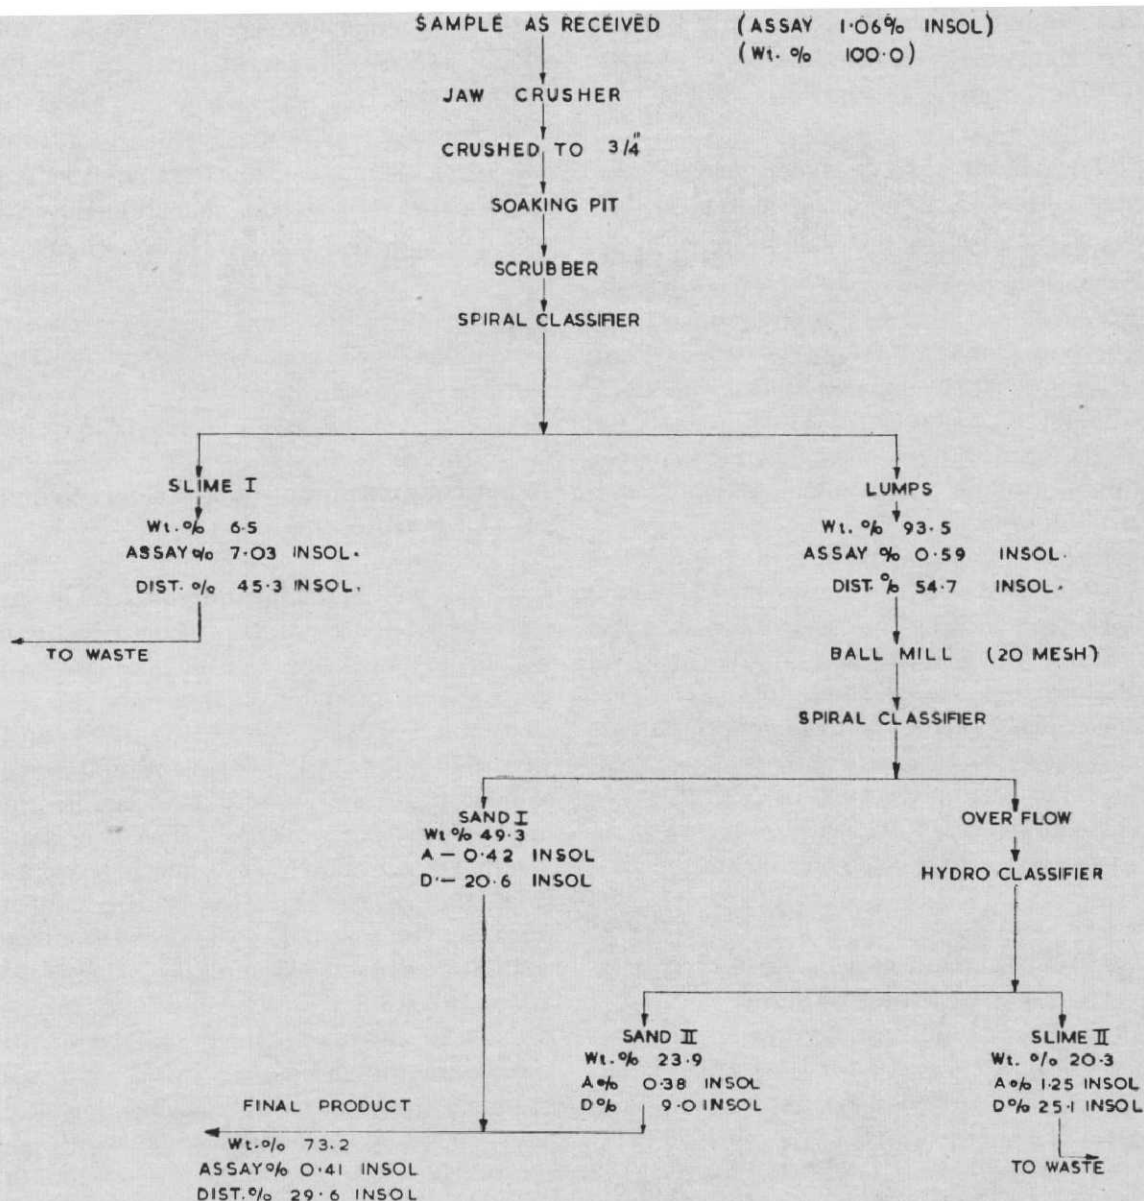 SAMPLE AS RECEIVED (ASSAY 1·06% INSOL)
(Wt. % 100·0)
JAW CRUSHER
CRUSHED TO 3/4"
SOAKING PIT
SCRUBBER
SPIRAL CLASSIFIER
SLIME I
Wt. % 6·5
ASSAY % 7·03 INSOL.
DIST. % 45·3 INSOL.
TO WASTE
LUMPS
Wt. % 93·5
ASSAY % 0·59 INSOL.
DIST. % 54·7 INSOL.
BALL MILL (20 MESH)
SPIRAL CLASSIFIER
SAND I
Wt % 49·3
A — 0·42 INSOL
D·— 20·6 INSOL
OVER FLOW
HYDRO CLASSIFIER
SAND II
Wt. % 23·9
A % 0·38 INSOL
D % 9·0 INSOL
SLIME II
Wt. % 20·3
A % 1·25 INSOL
D % 25·1 INSOL
TO WASTE
FINAL PRODUCT
Wt. % 73·2
ASSAY % 0·41 INSOL
DIST. % 29·6 INSOL